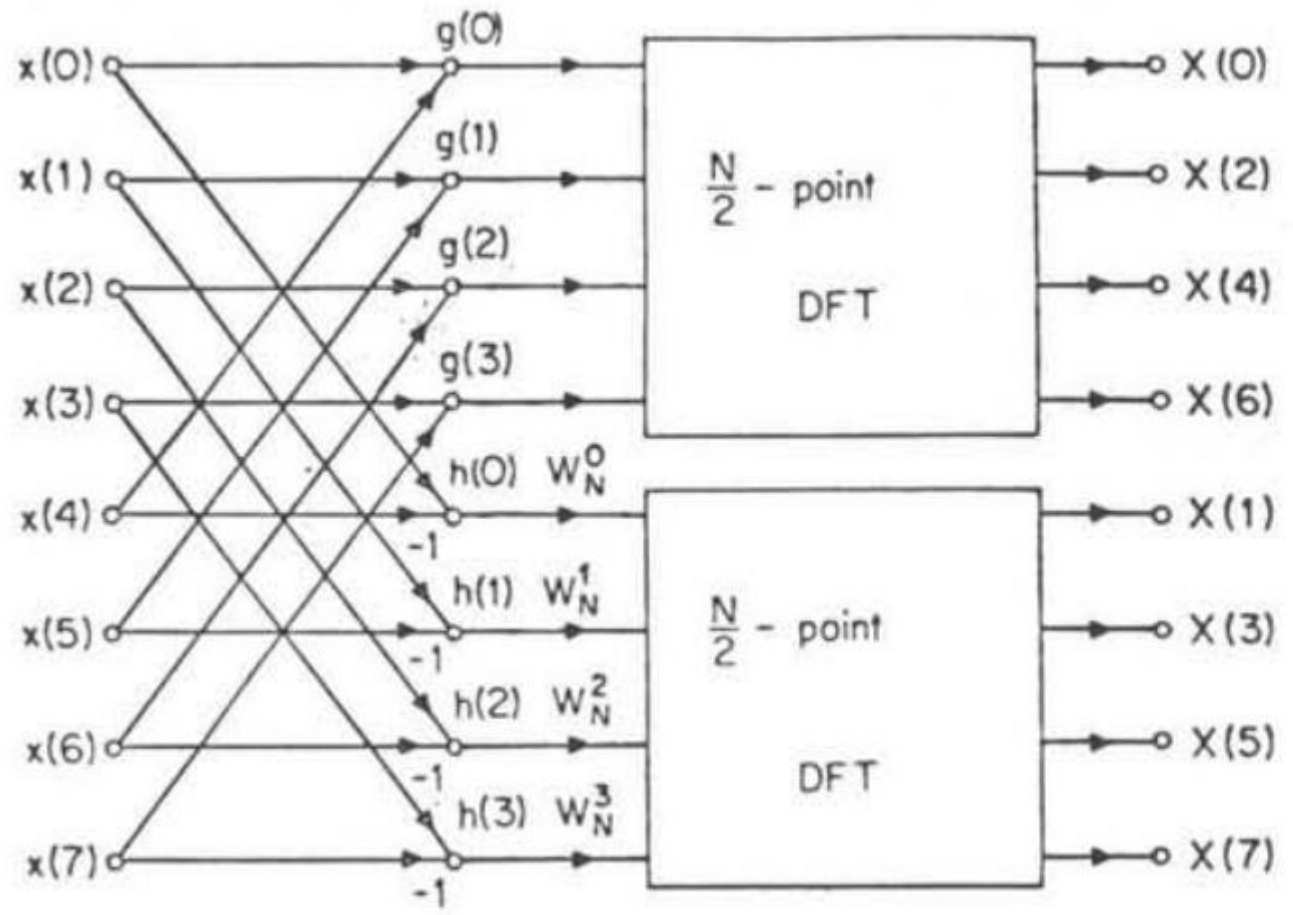 g(0)
x(0) X(0)
g(1)
x(1) N/2 - point X(2)
g(2)
x(2) DFT X(4)
g(3)
x(3) X(6)
h(0) W_N^0
x(4) -1 X(1)
h(1) W_N^1
x(5) -1 N/2 - point X(3)
h(2) W_N^2
x(6) -1 DFT X(5)
h(3) W_N^3
x(7) -1 X(7)